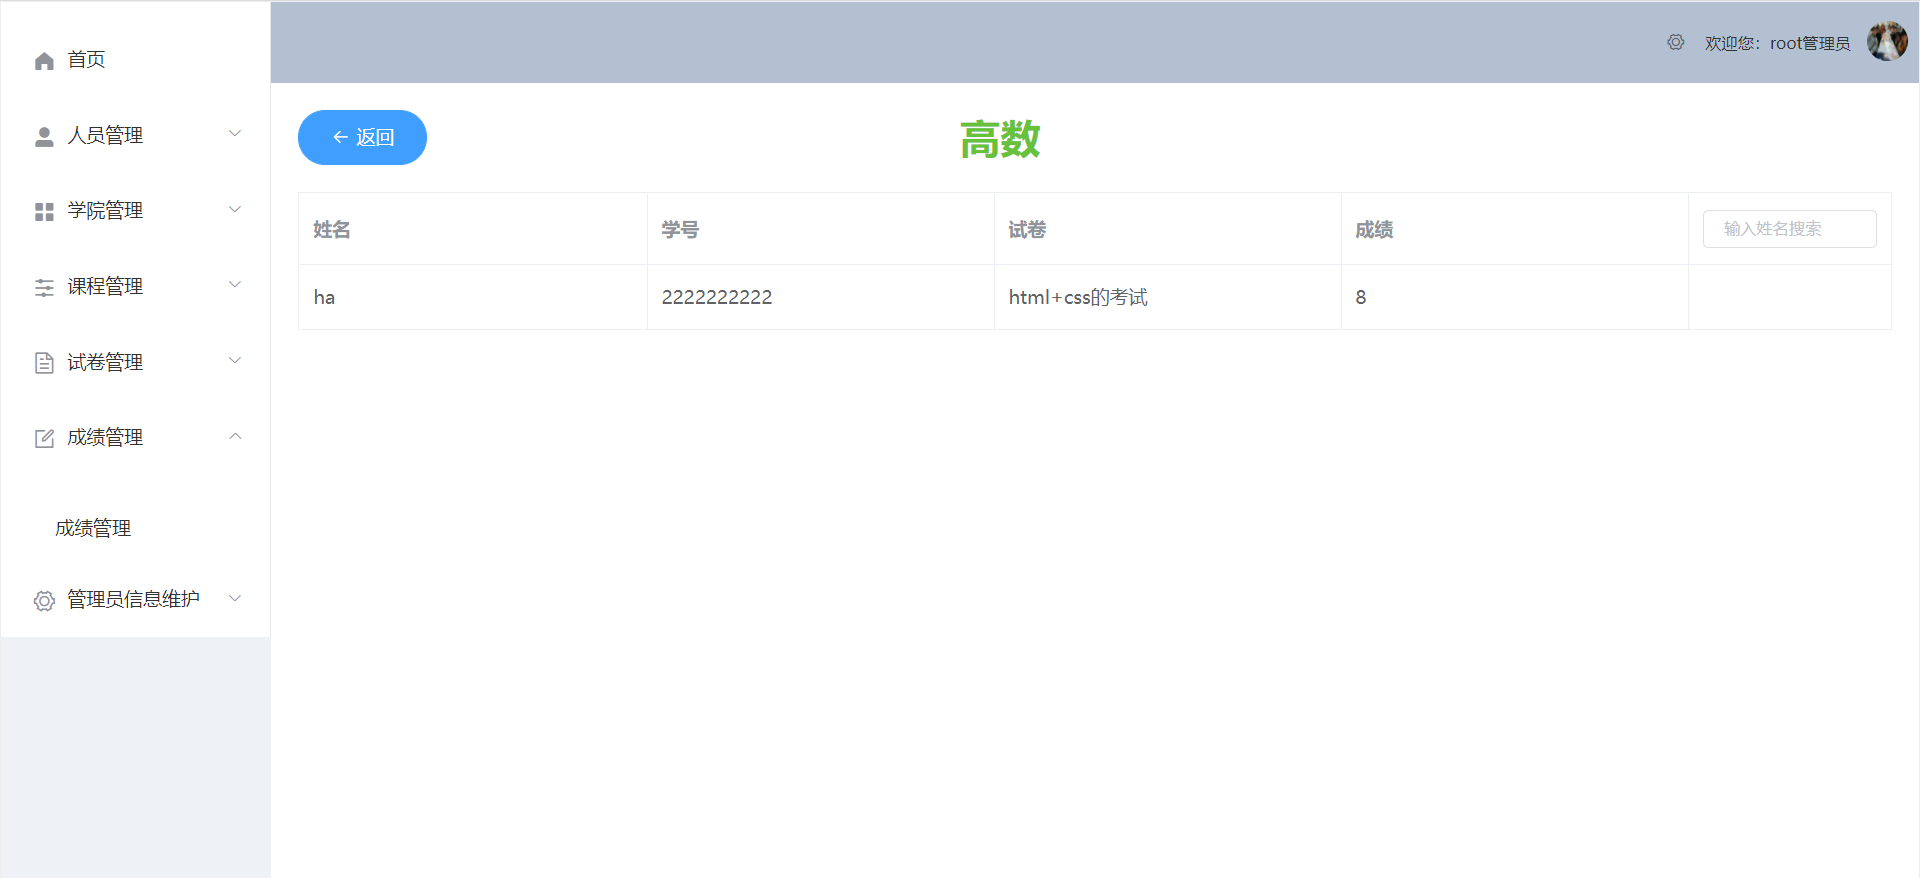 首页
人员管理
学院管理
课程管理
试卷管理
成绩管理
成绩管理
管理员信息维护
欢迎您：root管理员
返回
高数
姓名 学号 试卷 成绩 输入姓名搜索
ha 2222222222 html+css的考试 8